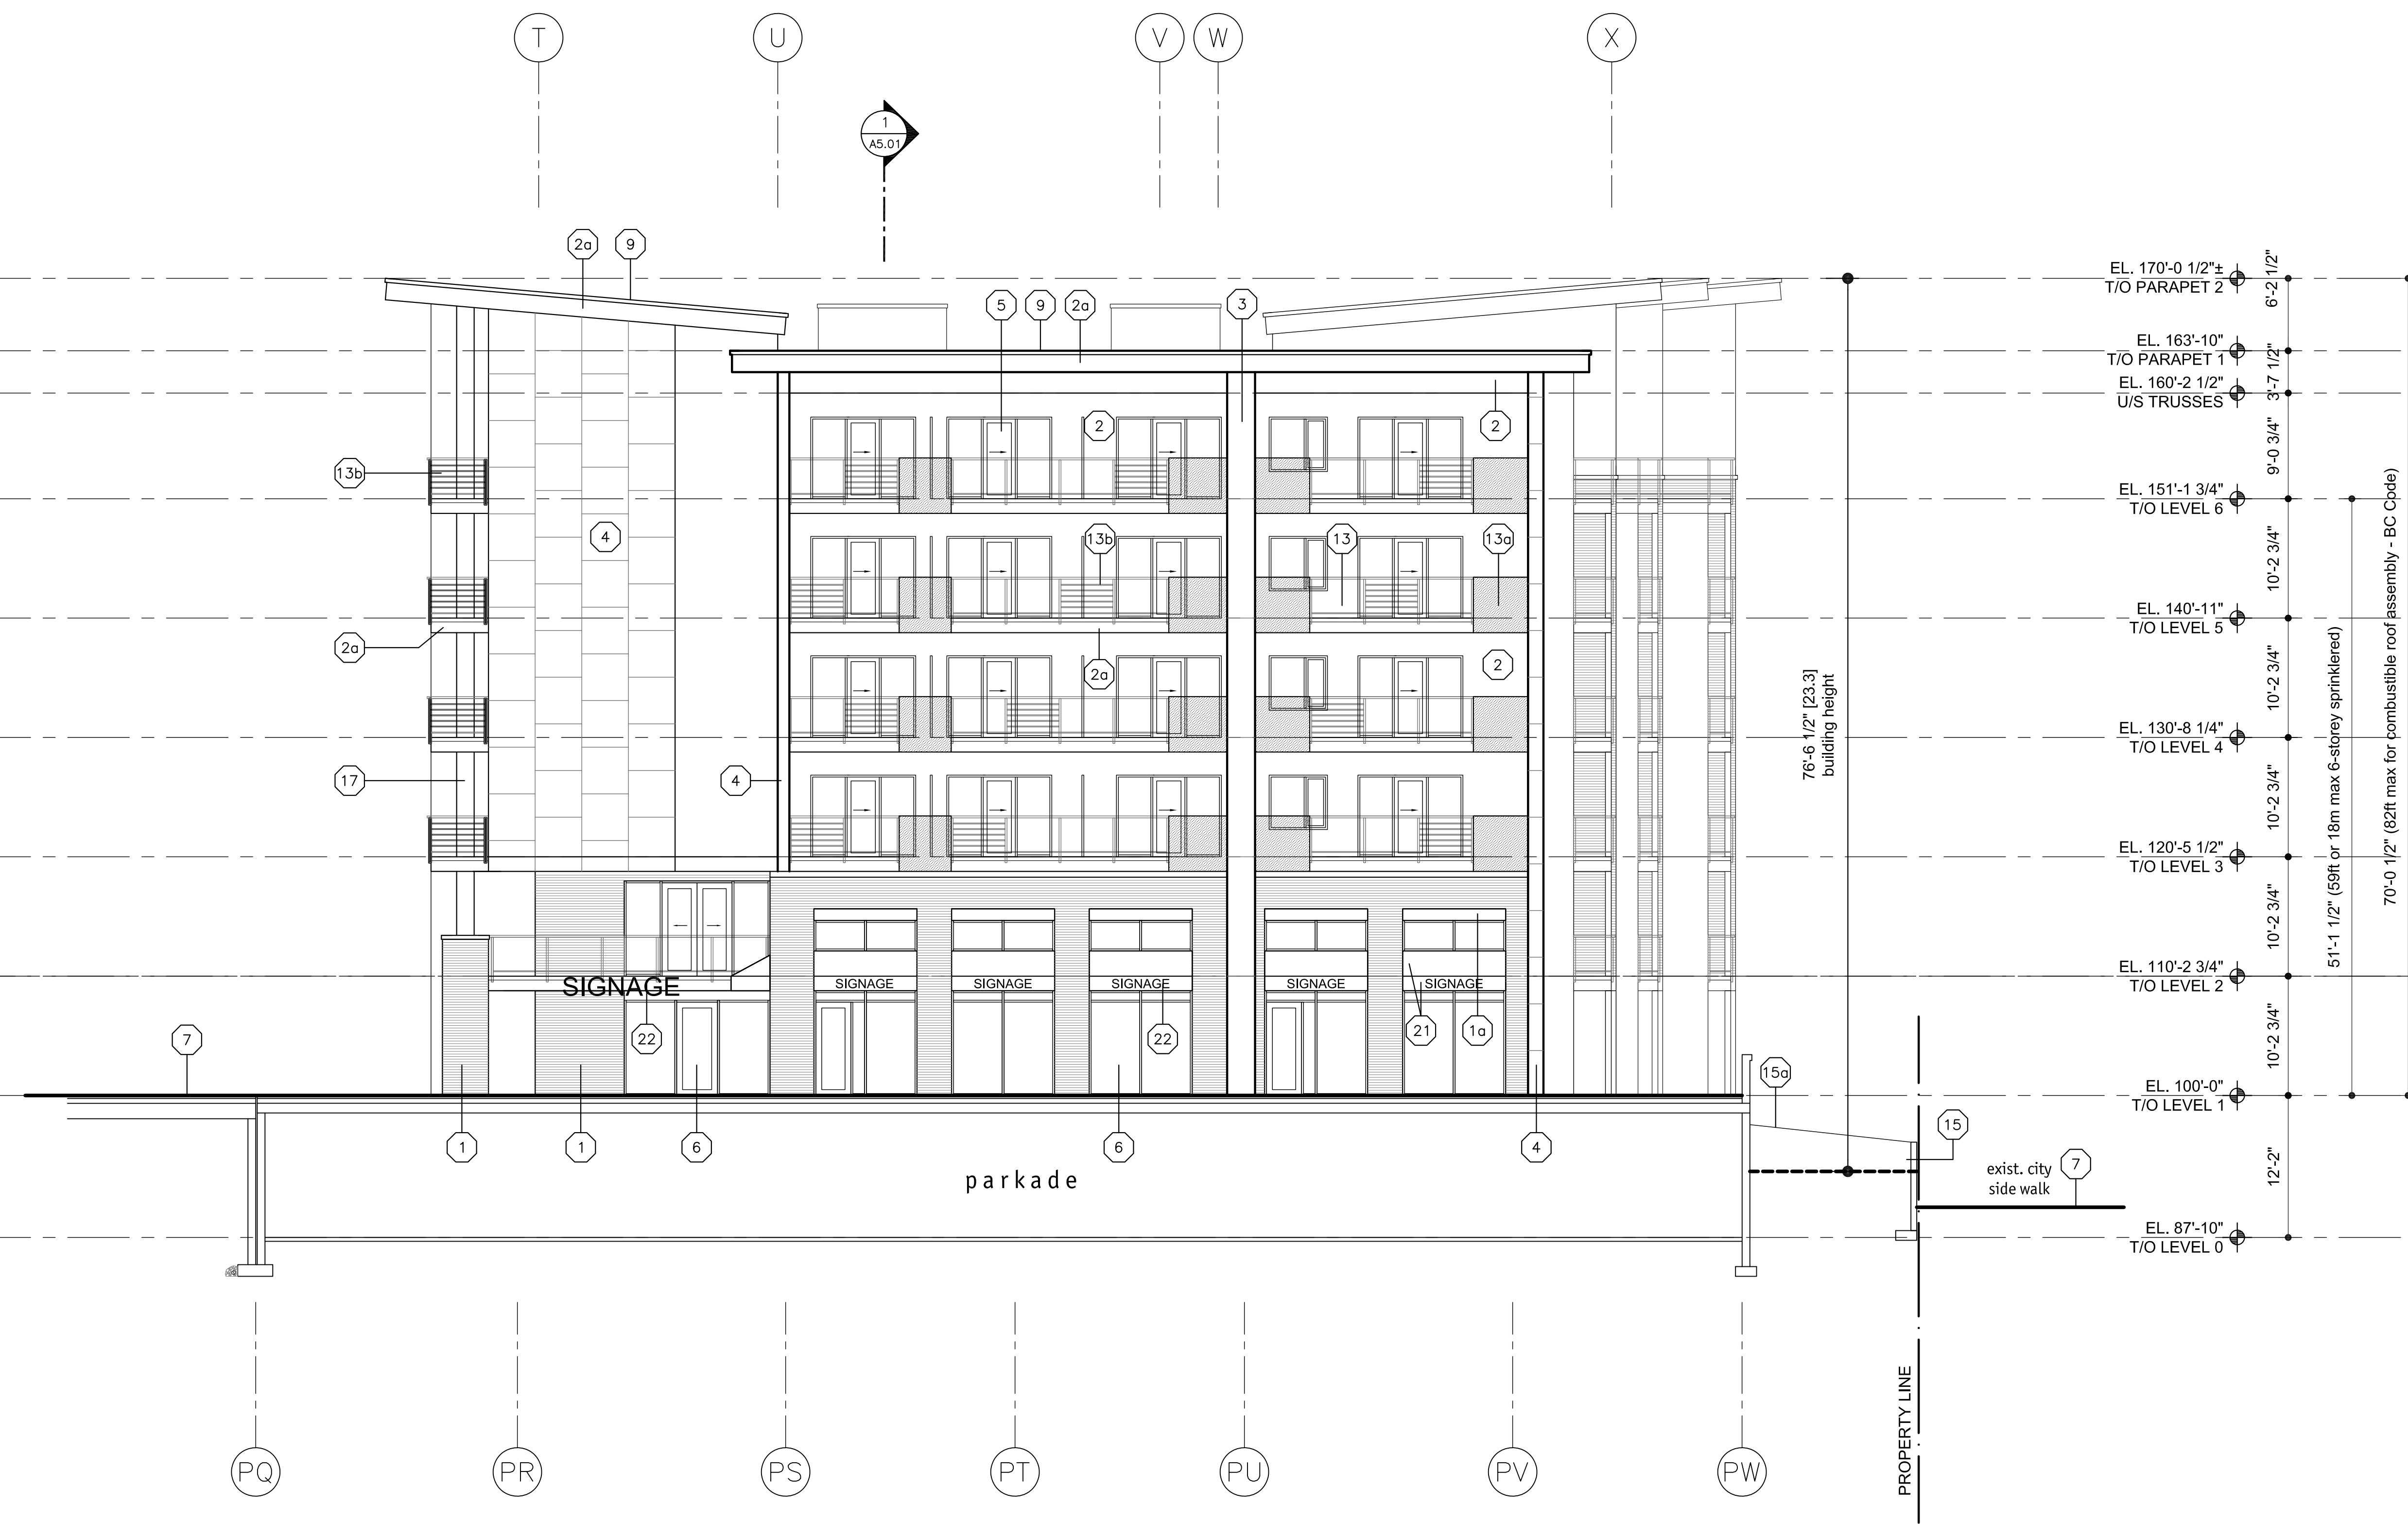 T
U
V
W
X
1
A5.01
2a
9
5
9
2a
3
EL. 170'-0 1/2"±
T/O PARAPET 2
6'-2 1/2"
EL. 163'-10"
T/O PARAPET 1
3'-7 1/2"
EL. 160'-2 1/2"
U/S TRUSSES
2
2
9'-0 3/4"
13b
EL. 151'-1 3/4"
T/O LEVEL 6
4
13b
13
13a
10'-2 3/4"
70'-0 1/2" (82ft max for combustible roof assembly - BC Code)
2a
2a
2
EL. 140'-11"
T/O LEVEL 5
10'-2 3/4"
51'-1 1/2" (59ft or 18m max 6-storey sprinklered)
76'-6 1/2" [23.3]
building height
EL. 130'-8 1/4"
T/O LEVEL 4
17
4
10'-2 3/4"
EL. 120'-5 1/2"
T/O LEVEL 3
10'-2 3/4"
SIGNAGE
SIGNAGE
SIGNAGE
SIGNAGE
SIGNAGE
SIGNAGE
EL. 110'-2 3/4"
T/O LEVEL 2
7
22
22
21
1a
10'-2 3/4"
15a
EL. 100'-0"
T/O LEVEL 1
1
1
6
6
4
15
parkade
exist. city
side walk
7
12'-2"
EL. 87'-10"
T/O LEVEL 0
PROPERTY LINE
PQ
PR
PS
PT
PU
PV
PW